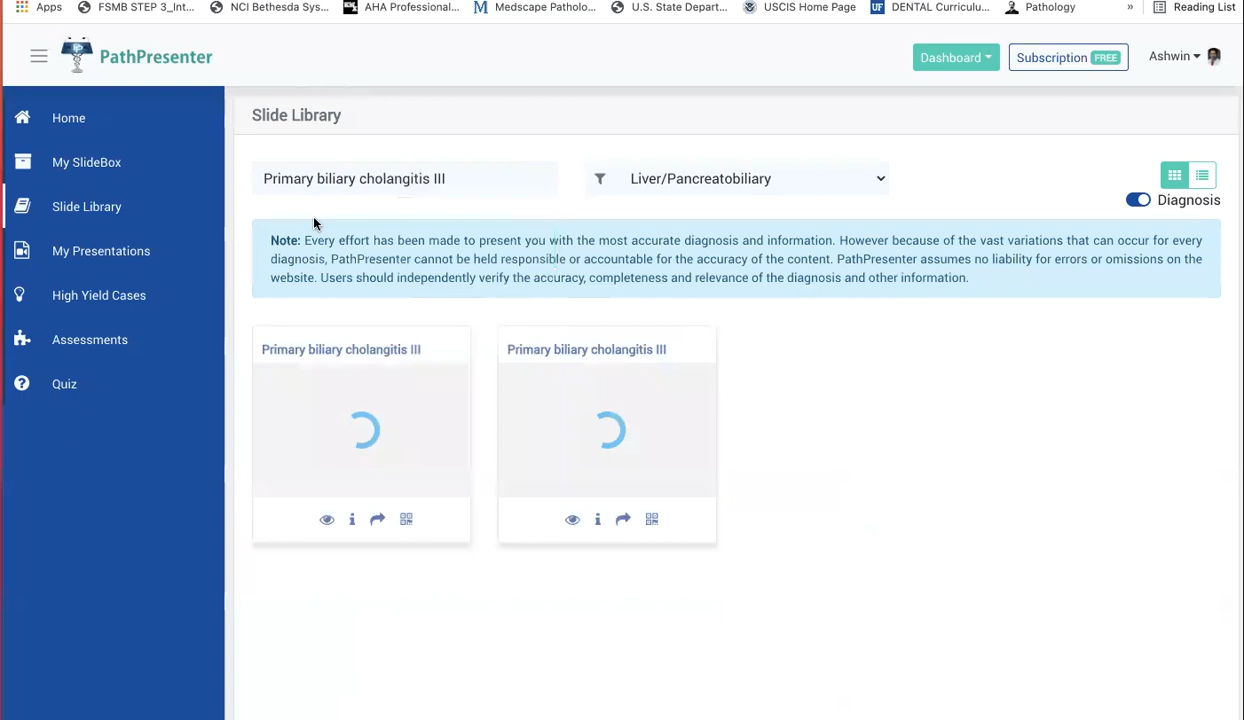 Apps
FSMB STEP 3_Int...
NCI Bethesda Sys...
AHA Professional...
Medscape Patholo...
U.S. State Depart...
USCIS Home Page
DENTAL Curriculu...
Pathology
»
Reading List
PathPresenter
Dashboard
Subscription FREE
Ashwin
Home
My SlideBox
Slide Library
My Presentations
High Yield Cases
Assessments
Quiz
Slide Library
Primary biliary cholangitis III
Liver/Pancreatobiliary
Diagnosis
Note: Every effort has been made to present you with the most accurate diagnosis and information. However because of the vast variations that can occur for every
diagnosis, PathPresenter cannot be held responsible or accountable for the accuracy of the content. PathPresenter assumes no liability for errors or omissions on the
website. Users should independently verify the accuracy, completeness and relevance of the diagnosis and other information.
Primary biliary cholangitis III
Primary biliary cholangitis III